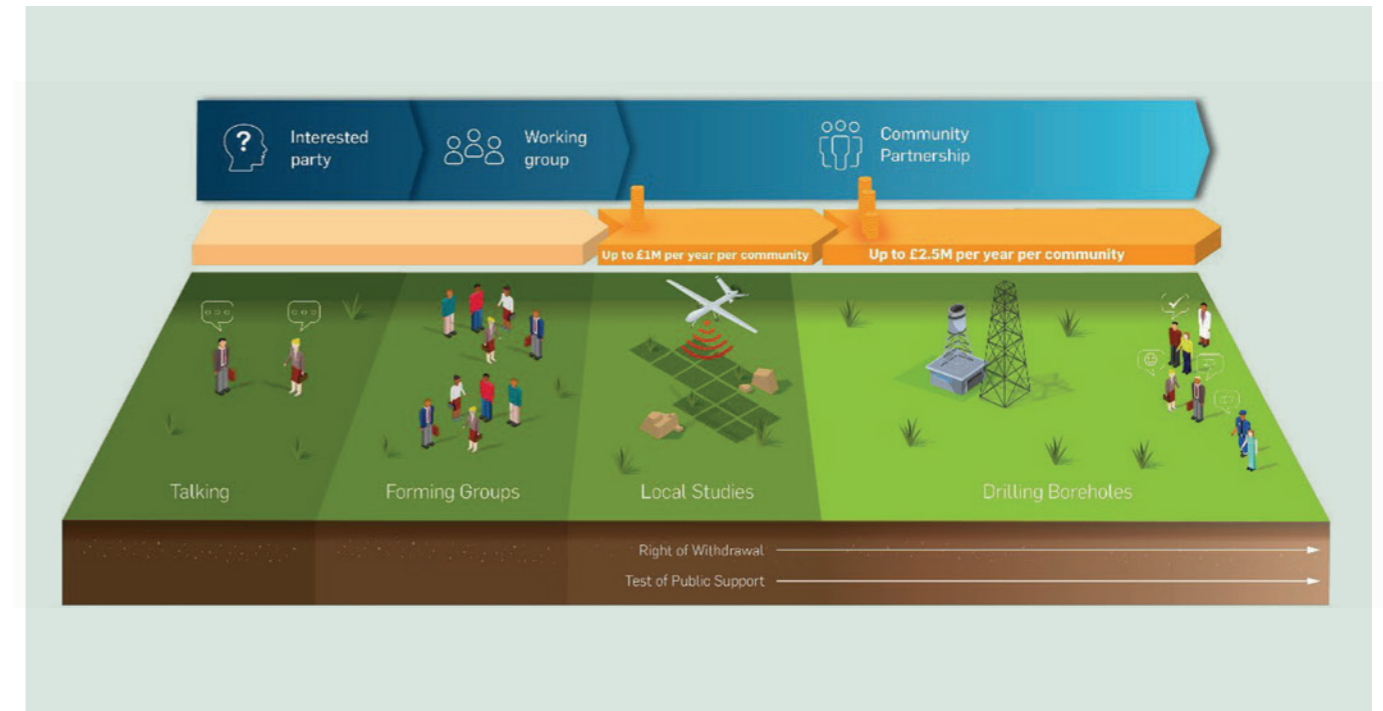 ?
Interested
party
Working
group
Community
Partnership
Up to £1M per year per community
Up to £2.5M per year per community
Talking
Forming Groups
Local Studies
Drilling Boreholes
Right of Withdrawal
Test of Public Support